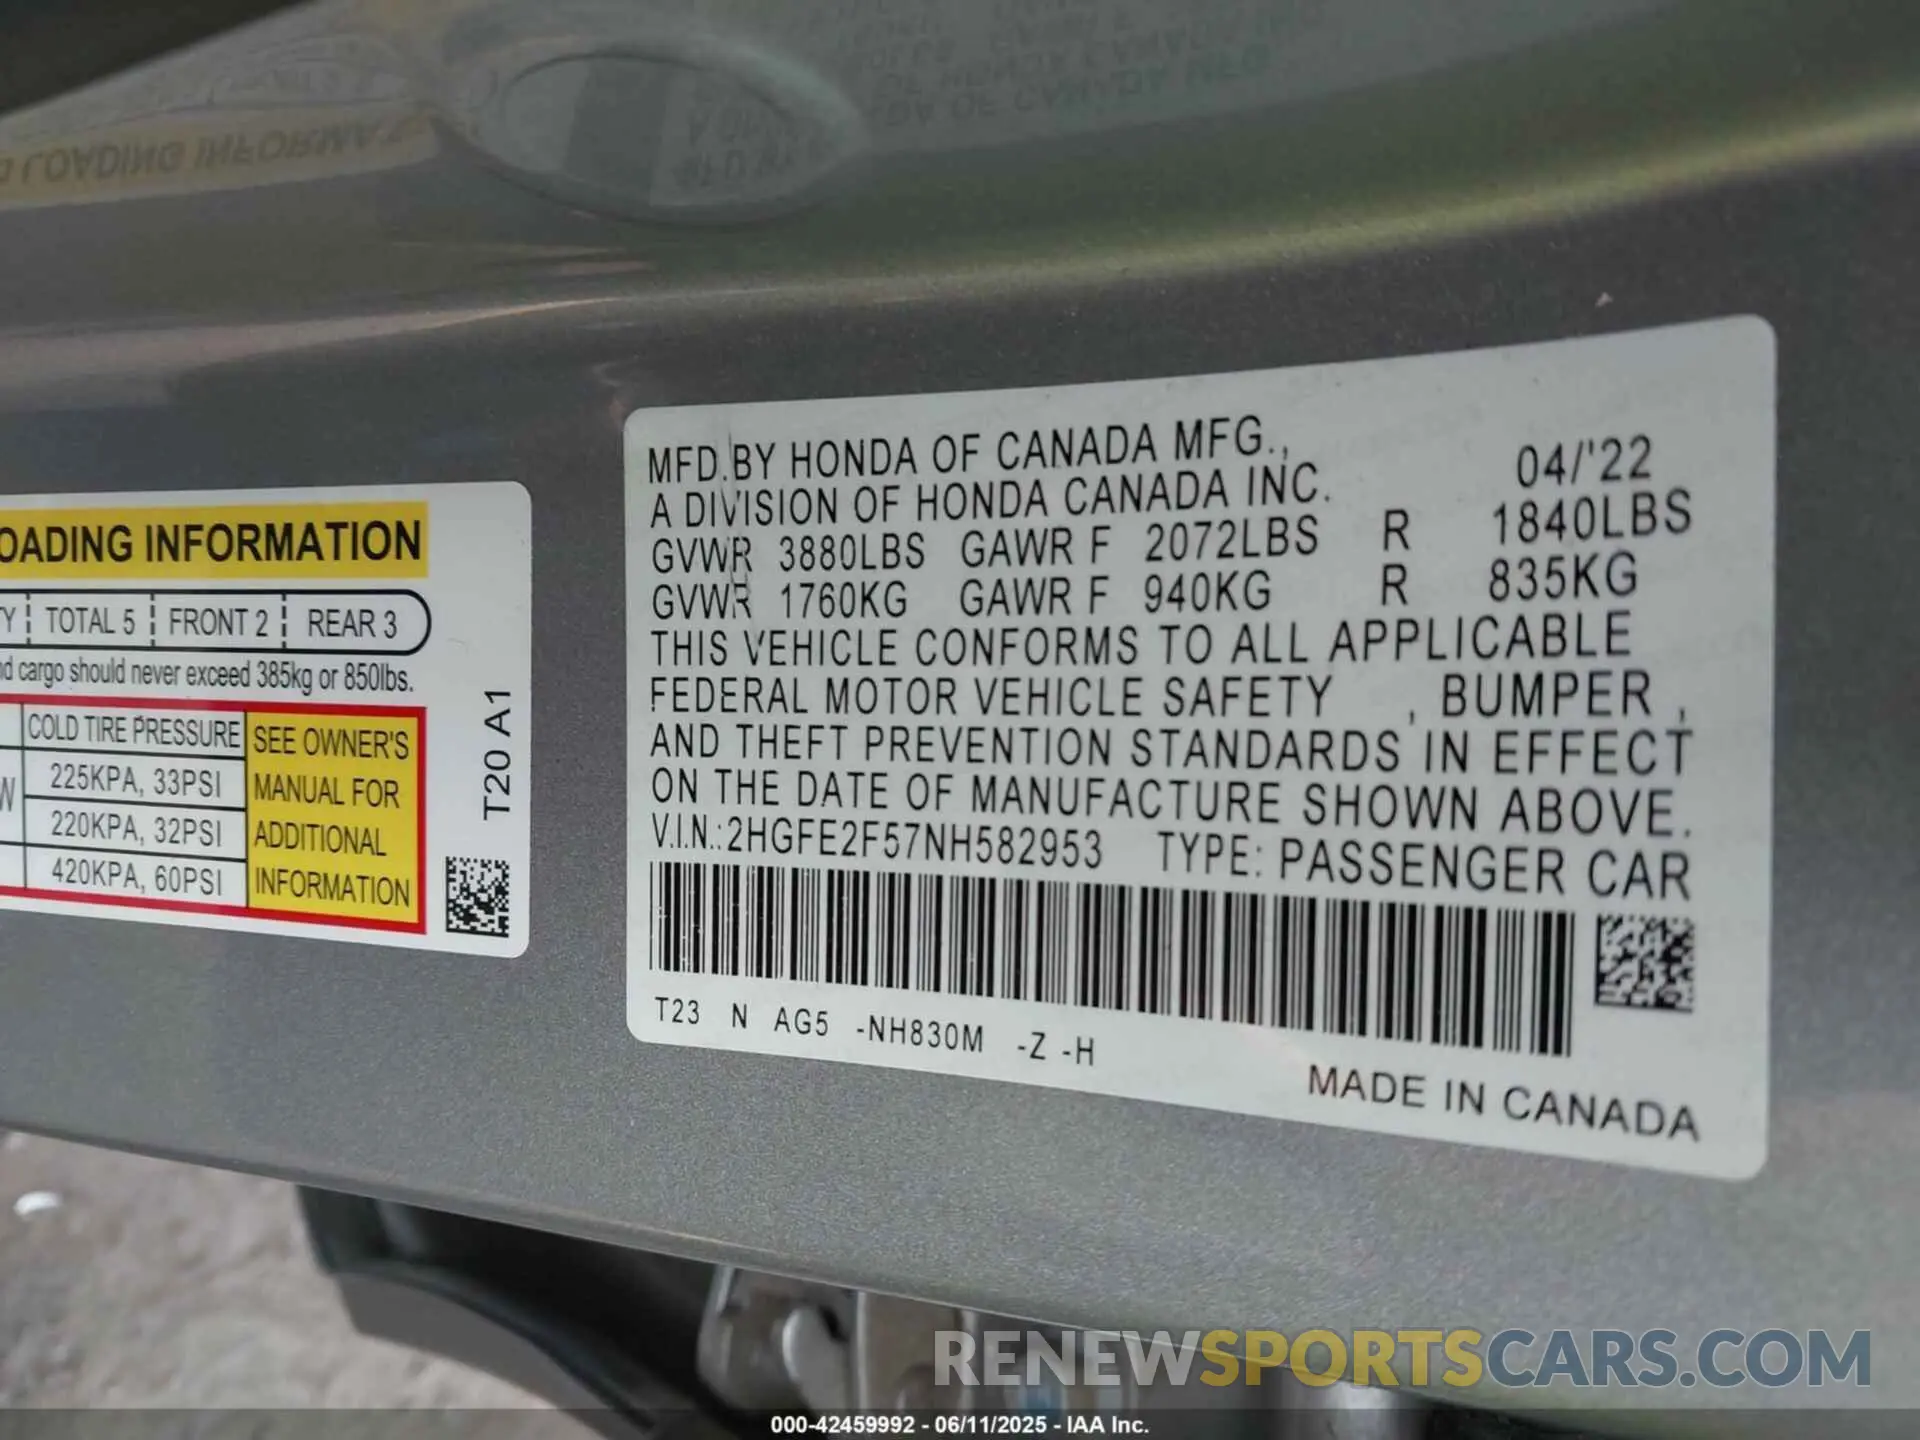 OADING INFORMATION
TY TOTAL 5 FRONT 2 REAR 3
nd cargo should never exceed 385kg or 850lbs.
COLD TIRE PRESSURE
225KPA, 33PSI
220KPA, 32PSI
420KPA, 60PSI
SEE OWNER'S
MANUAL FOR
ADDITIONAL
INFORMATION
T20 A1
MFD.BY HONDA OF CANADA MFG., 04/'22
A DIVISION OF HONDA CANADA INC.
GVWR 3880LBS GAWR F 2072LBS R 1840LBS
GVWR 1760KG GAWR F 940KG R 835KG
THIS VEHICLE CONFORMS TO ALL APPLICABLE
FEDERAL MOTOR VEHICLE SAFETY , BUMPER ,
AND THEFT PREVENTION STANDARDS IN EFFECT
ON THE DATE OF MANUFACTURE SHOWN ABOVE.
V.I.N.:2HGFE2F57NH582953 TYPE: PASSENGER CAR
T23 N AG5 -NH830M -Z -H
MADE IN CANADA
RENEWSPORTSCARS.COM
000-42459992 - 06/11/2025 - IAA Inc.